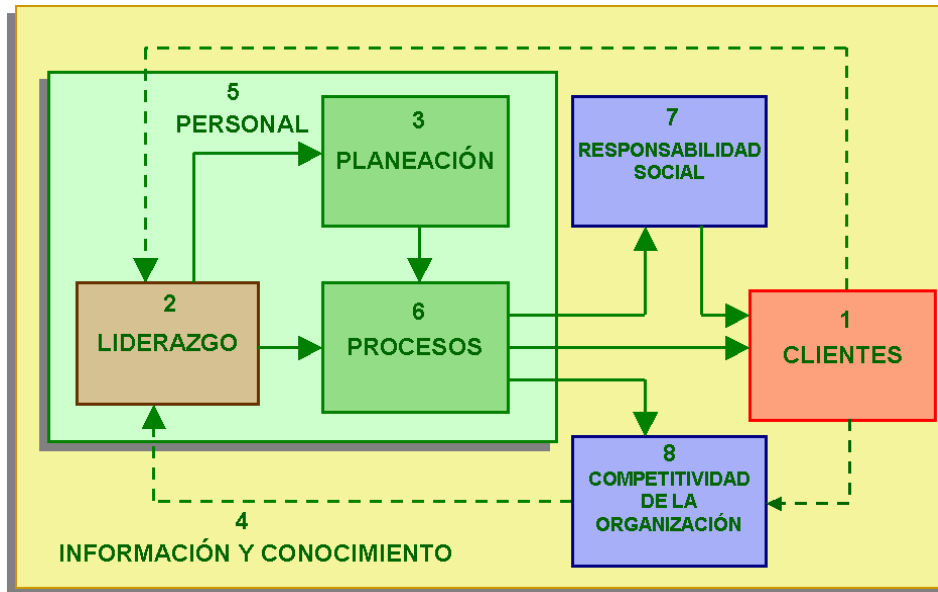 5
PERSONAL
3
PLANEACIÓN
7
RESPONSABILIDAD
SOCIAL
2
LIDERAZGO
6
PROCESOS
1
CLIENTES
8
COMPETITIVIDAD
DE LA
ORGANIZACIÓN
4
INFORMACIÓN Y CONOCIMIENTO